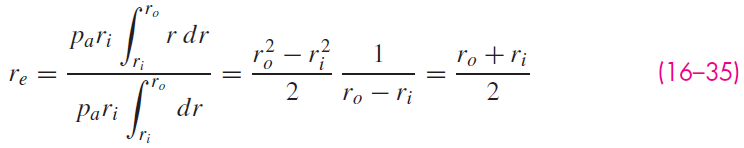 r_e = \frac{p_a r_i \int_{r_i}^{r_o} r \, dr}{p_a r_i \int_{r_i}^{r_o} dr} = \frac{r_o^2 - r_i^2}{2} \frac{1}{r_o - r_i} = \frac{r_o + r_i}{2} (16–35)